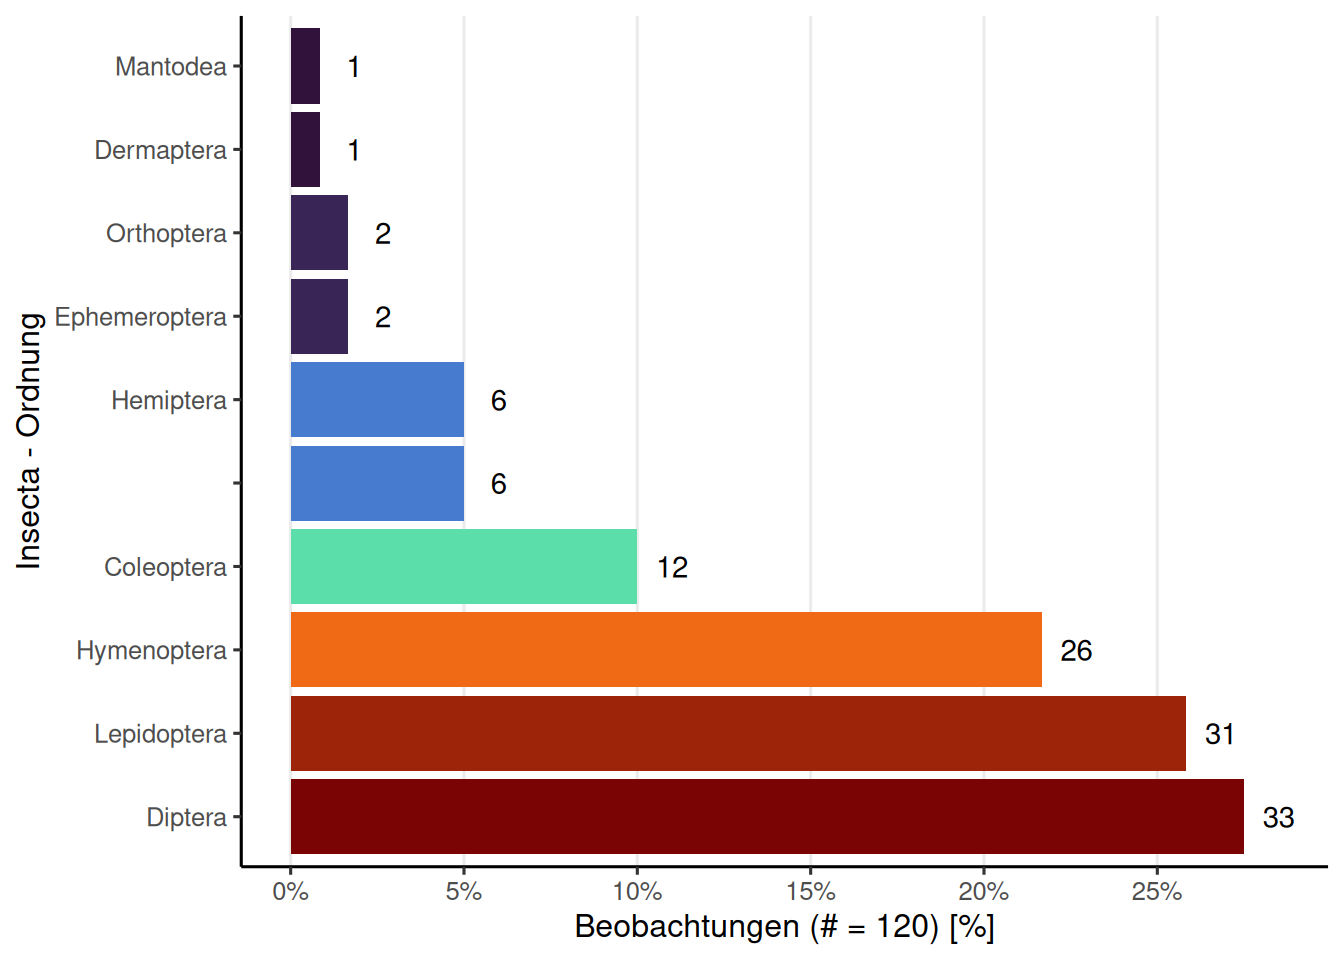 Mantodea 1
Dermaptera 1
Orthoptera 2
Ephemeroptera 2
Hemiptera 6
6
Coleoptera 12
Hymenoptera 26
Lepidoptera 31
Diptera 33
Insecta - Ordnung
0% 5% 10% 15% 20% 25%
Beobachtungen (# = 120) [%]